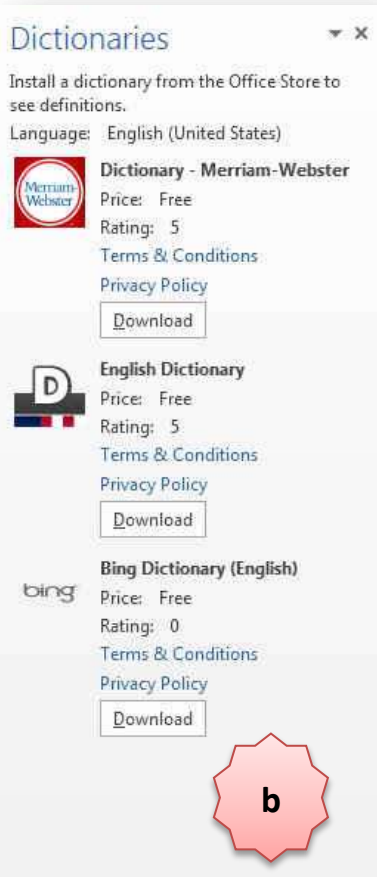 Dictionaries
Install a dictionary from the Office Store to
see definitions.
Language: English (United States)
Merriam-
Webster
Dictionary - Merriam-Webster
Price: Free
Rating: 5
Terms & Conditions
Privacy Policy
Download
D
English Dictionary
Price: Free
Rating: 5
Terms & Conditions
Privacy Policy
Download
bing
Bing Dictionary (English)
Price: Free
Rating: 0
Terms & Conditions
Privacy Policy
Download
b